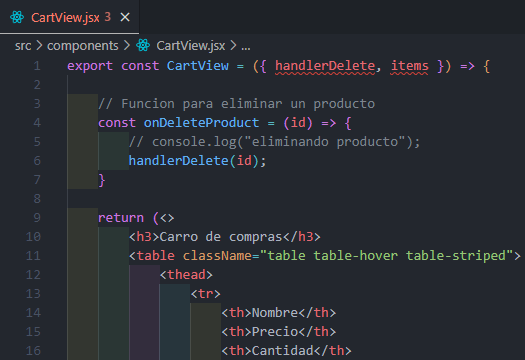 CartView.jsx 3 ×
src > components > CartView.jsx > ...
1 export const CartView = ({ handlerDelete, items }) => {
2
3 // Funcion para eliminar un producto
4 const onDeleteProduct = (id) => {
5 // console.log("eliminando producto");
6 handlerDelete(id);
7 }
8
9 return (<>
10 <h3>Carro de compras</h3>
11 <table className="table table-hover table-striped">
12 <thead>
13 <tr>
14 <th>Nombre</th>
15 <th>Precio</th>
16 <th>Cantidad</th>